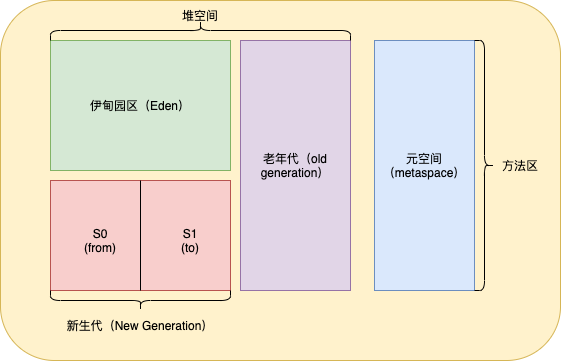 堆空间
伊甸园区（Eden）
老年代（old
generation）
元空间
（metaspace）
方法区
S0
(from)
S1
(to)
新生代（New Generation）